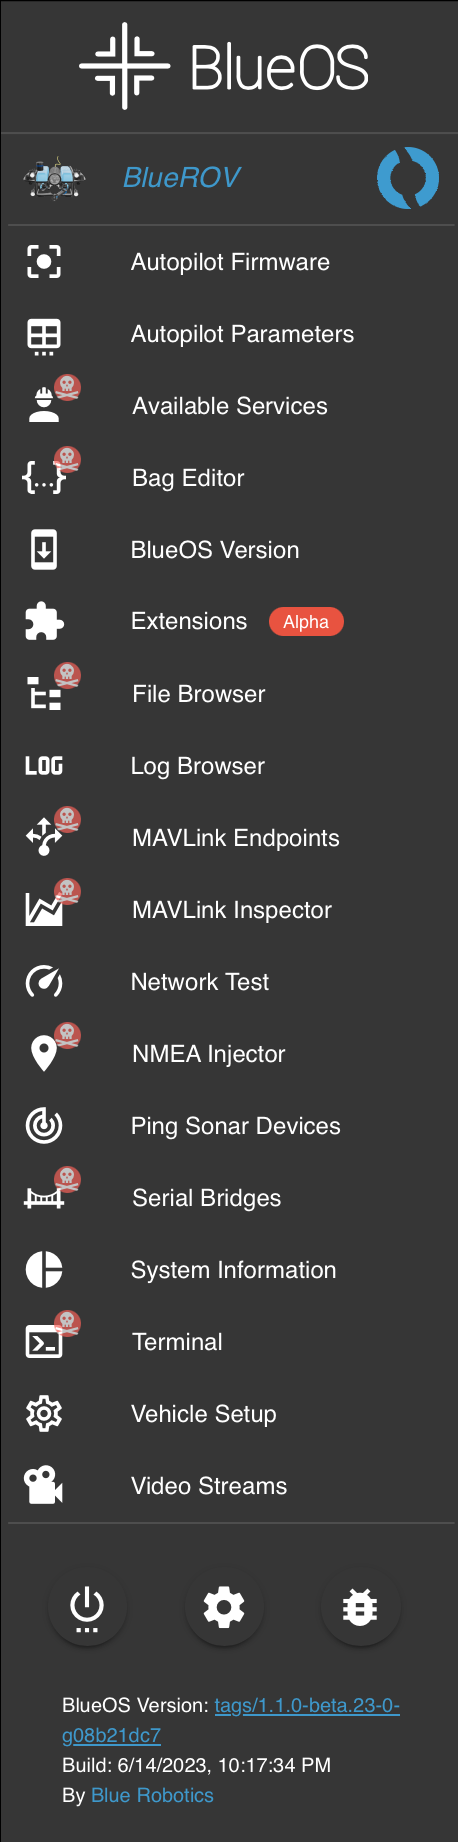 BlueOS
BlueROV
Autopilot Firmware
Autopilot Parameters
Available Services
{...} Bag Editor
BlueOS Version
Extensions Alpha
File Browser
LOG Log Browser
MAVLink Endpoints
MAVLink Inspector
Network Test
NMEA Injector
Ping Sonar Devices
Serial Bridges
System Information
Terminal
Vehicle Setup
Video Streams
BlueOS Version: tags/1.1.0-beta.23-0-
g08b21dc7
Build: 6/14/2023, 10:17:34 PM
By Blue Robotics